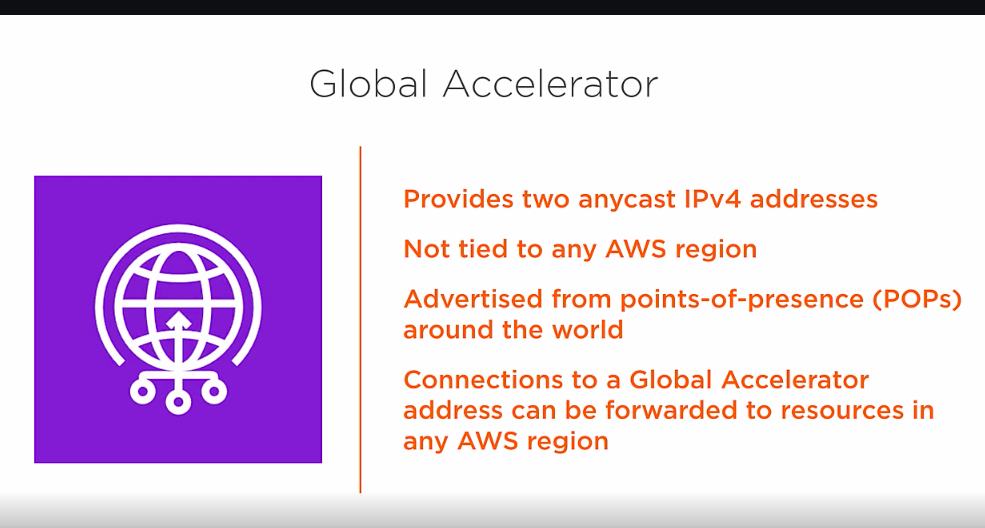 Global Accelerator
Provides two anycast IPv4 addresses
Not tied to any AWS region
Advertised from points-of-presence (POPs)
around the world
Connections to a Global Accelerator
address can be forwarded to resources in
any AWS region